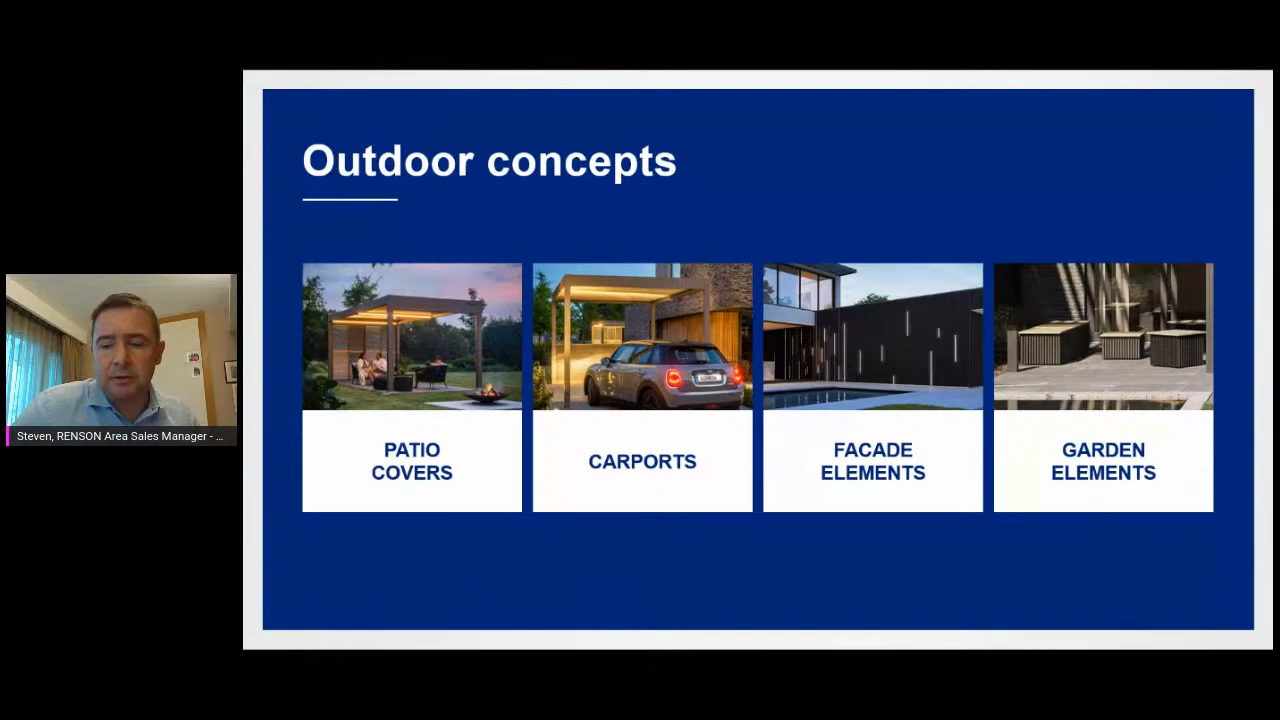 Outdoor concepts
PATIO
COVERS
CARPORTS
FACADE
ELEMENTS
GARDEN
ELEMENTS
Steven, RENSON Area Sales Manager - ...